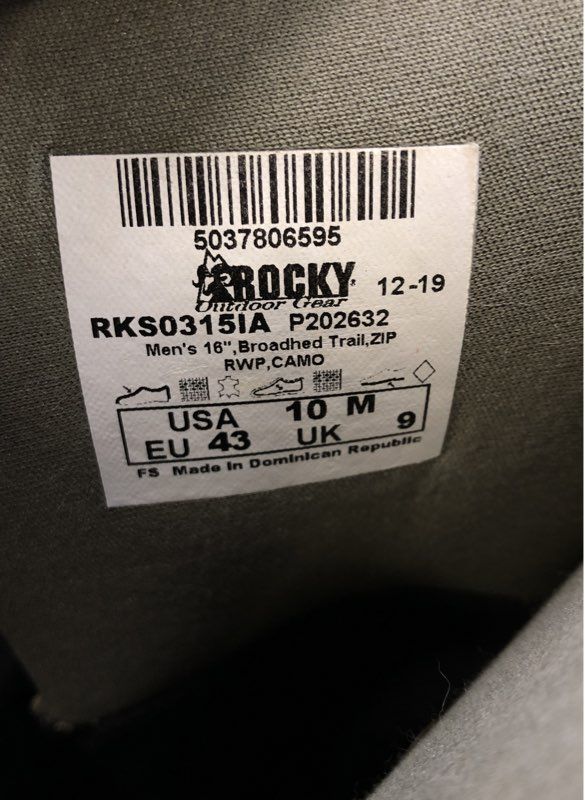 5037806595
ROCKY® 12-19
Outdoor Gear
RKS0315IA P202632
Men's 16",Broadhed Trail,ZIP
RWP,CAMO
USA 10 M
EU 43 UK 9
FS Made In Dominican Republic